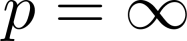 p = ∞